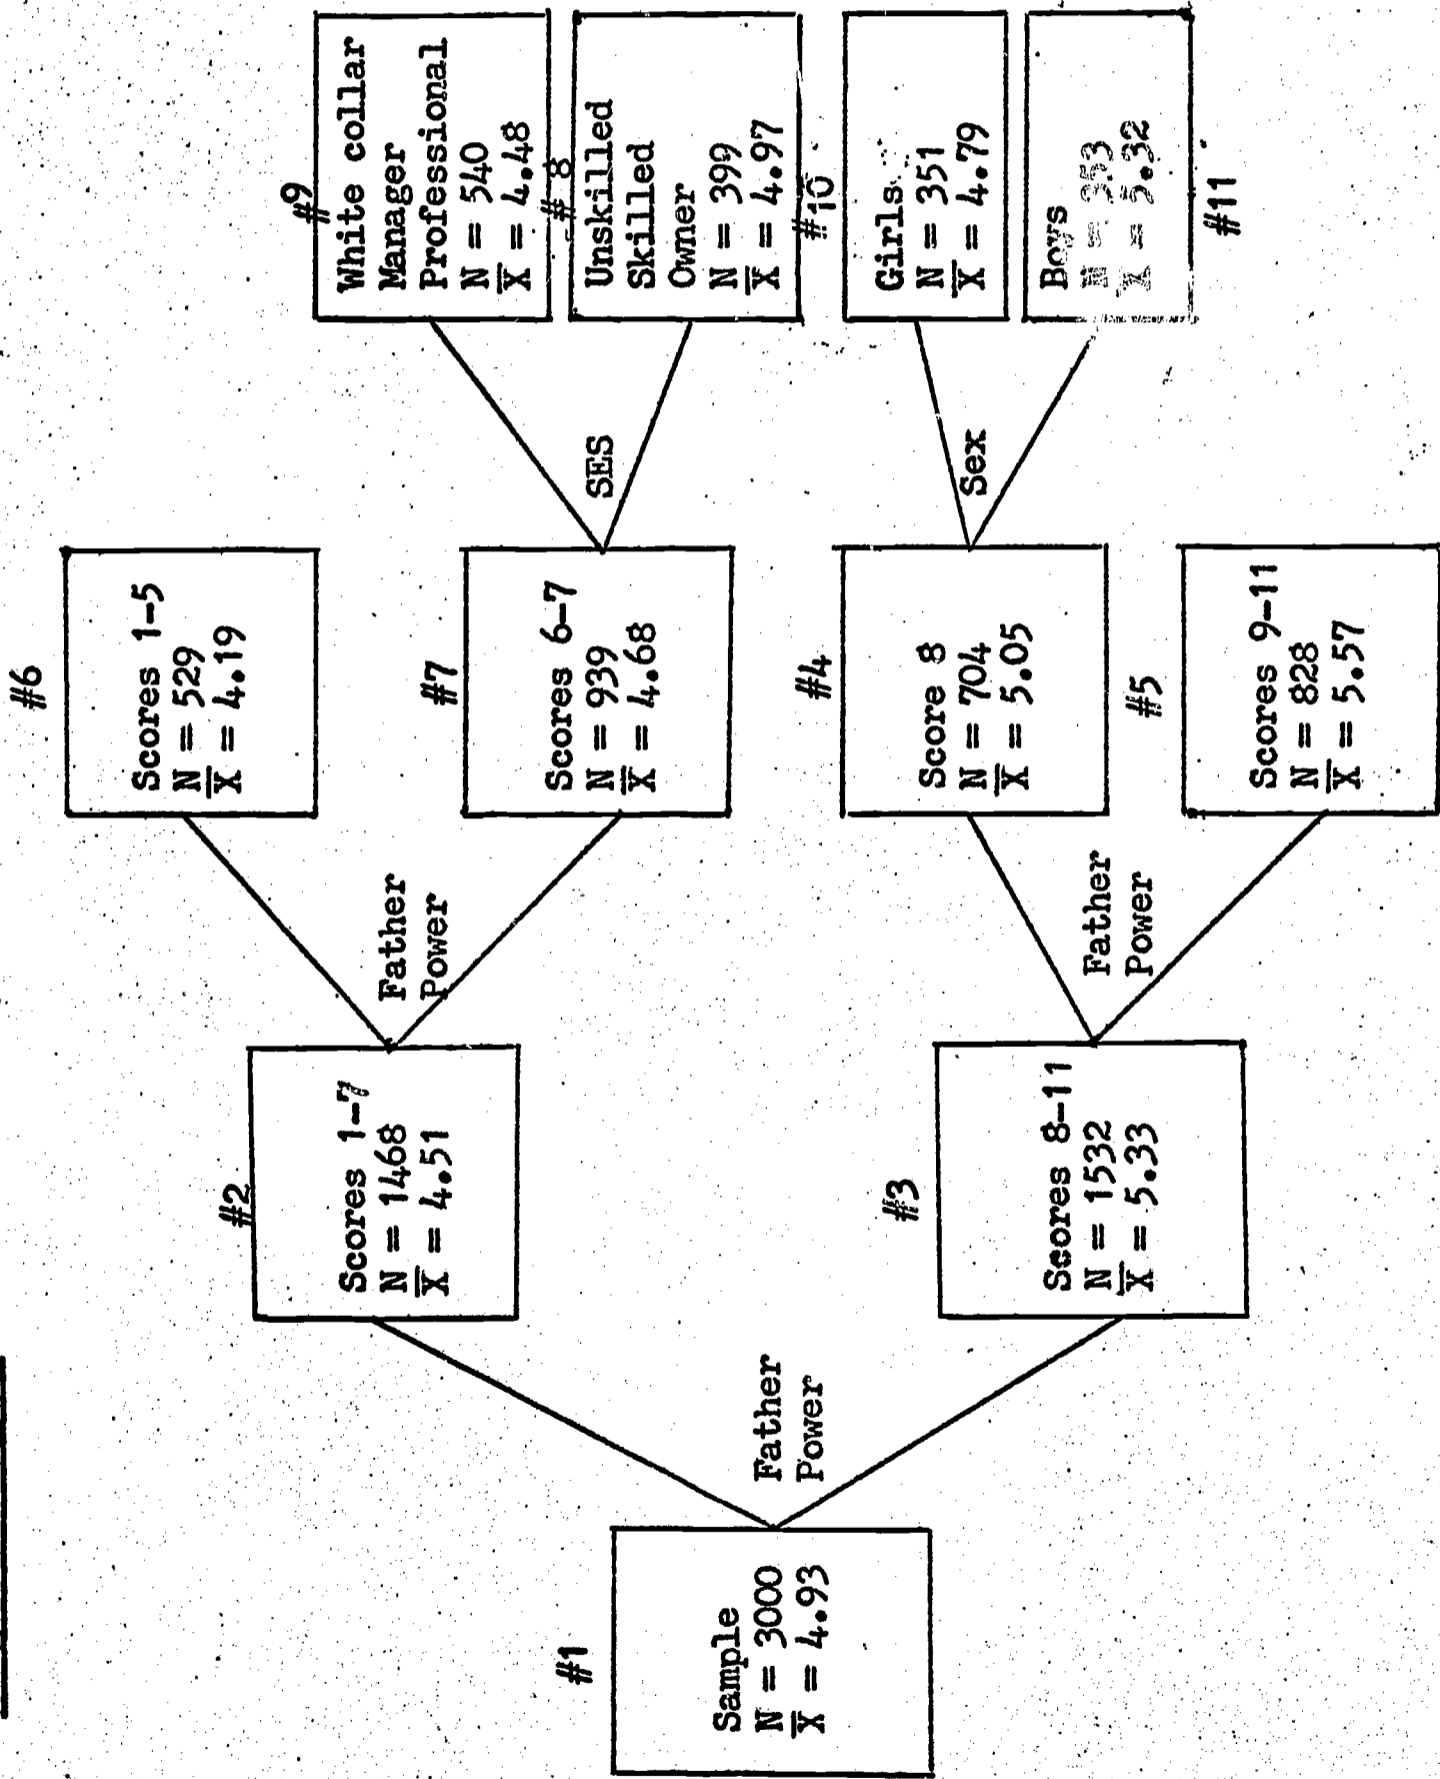 #1
Sample
N = 3000
X̅ = 4.93
Father
Power
#2
Scores 1-7
N = 1468
X̅ = 4.51
#3
Scores 8-11
N = 1532
X̅ = 5.33
Father
Power
Father
Power
#6
Scores 1-5
N = 529
X̅ = 4.19
#7
Scores 6-7
N = 939
X̅ = 4.68
#4
Score 8
N = 704
X̅ = 5.05
#5
Scores 9-11
N = 828
X̅ = 5.57
SES
Sex
#9
White collar
Manager
Professional
N = 540
X̅ = 4.48
#8
Unskilled
Skilled
Owner
N = 399
X̅ = 4.97
#10
Girls
N = 351
X̅ = 4.79
Boys
N = 353
X̅ = 5.32
#11